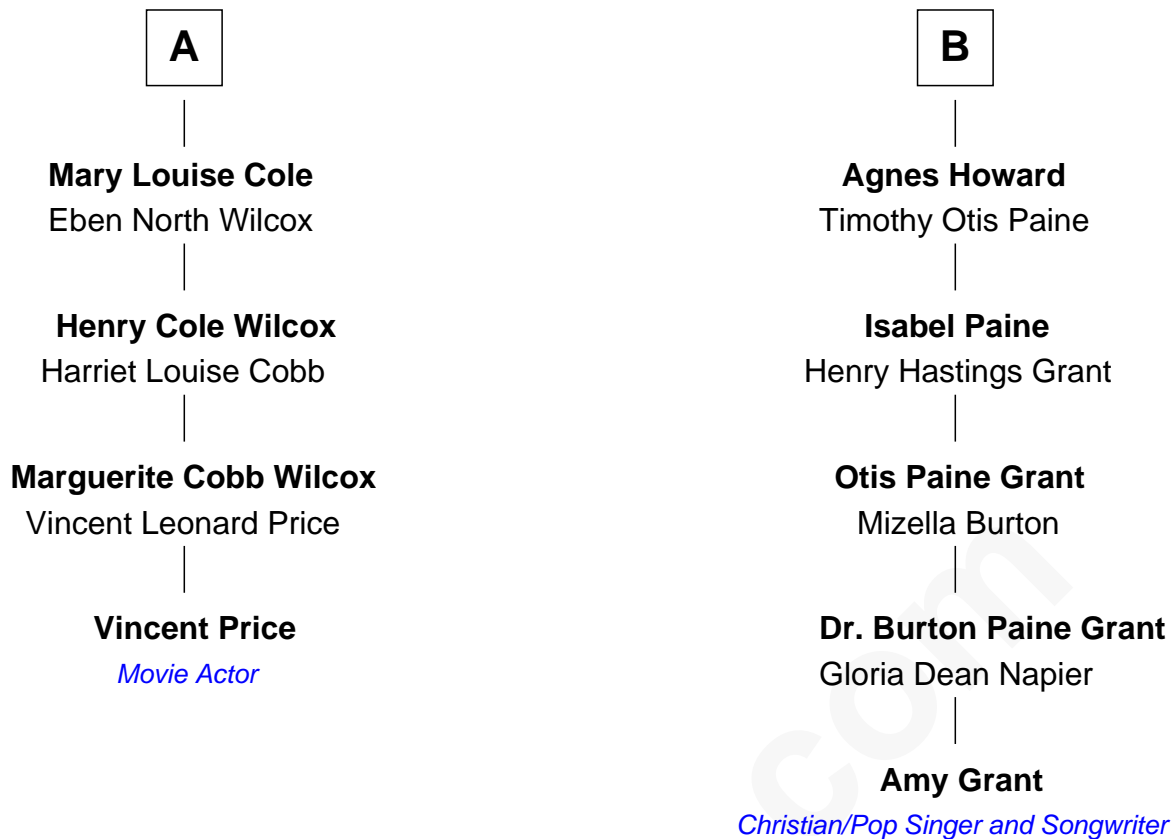 A
Mary Louise Cole
Eben North Wilcox
Henry Cole Wilcox
Harriet Louise Cobb
Marguerite Cobb Wilcox
Vincent Leonard Price
Vincent Price
Movie Actor
B
Agnes Howard
Timothy Otis Paine
Isabel Paine
Henry Hastings Grant
Otis Paine Grant
Mizella Burton
Dr. Burton Paine Grant
Gloria Dean Napier
Amy Grant
Christian/Pop Singer and Songwriter
com